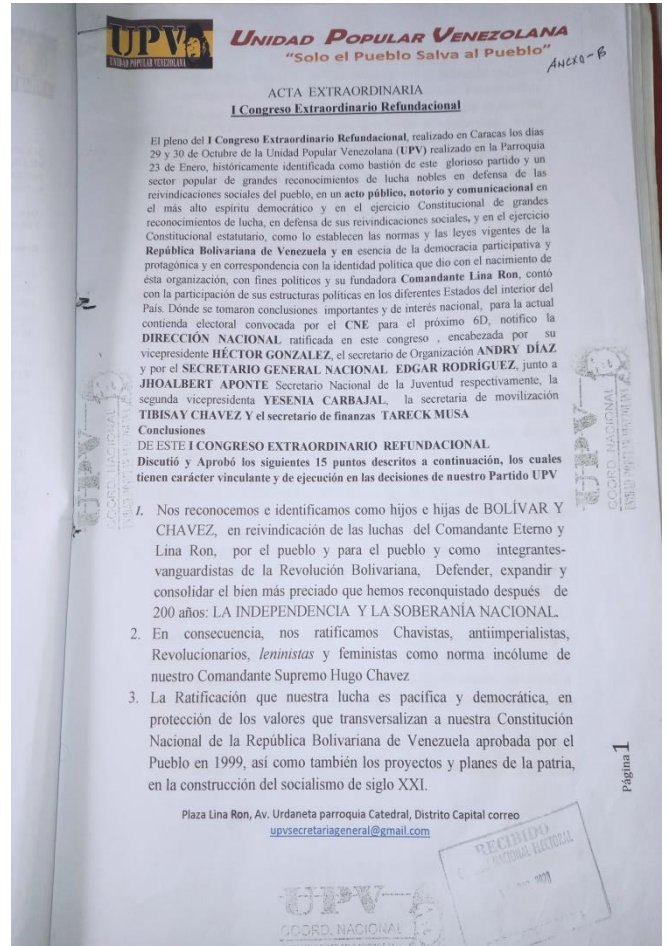 UPV
UNIDAD POPULAR VENEZOLANA
UNIDAD POPULAR VENEZOLANA
"Solo el Pueblo Salva al Pueblo"
ANEXO-B
ACTA EXTRAORDINARIA
I Congreso Extraordinario Refundacional
El pleno del I Congreso Extraordinario Refundacional, realizado en Caracas los días
29 y 30 de Octubre de la Unidad Popular Venezolana (UPV) realizado en la Parroquia
23 de Enero, históricamente identificada como bastión de este glorioso partido y un
sector popular de grandes reconocimientos de lucha nobles en defensa de las
reivindicaciones sociales del pueblo, en un acto público, notorio y comunicacional en
el más alto espíritu democrático y en el ejercicio Constitucional de grandes
reconocimientos de lucha, en defensa de sus reivindicaciones sociales, y en el ejercicio
Constitucional estatutario, como lo establecen las normas y las leyes vigentes de la
República Bolivariana de Venezuela y en esencia de la democracia participativa y
protagónica y en correspondencia con la identidad política que dio con el nacimiento de
ésta organización, con fines políticos y su fundadora Comandante Lina Ron, contó
con la participación de sus estructuras políticas en los diferentes Estados del interior del
País. Dónde se tomaron conclusiones importantes y de interés nacional, para la actual
contienda electoral convocada por el CNE para el próximo 6D, notifico la
DIRECCIÓN NACIONAL ratificada en este congreso , encabezada por su
vicepresidente HÉCTOR GONZALEZ, el secretario de Organización ANDRY DÍAZ
y por el SECRETARIO GENERAL NACIONAL EDGAR RODRÍGUEZ, junto a
JHOALBERT APONTE Secretario Nacional de la Juventud respectivamente, la
segunda vicepresidenta YESENIA CARBAJAL, la secretaria de movilización
TIBISAY CHAVEZ Y el secretario de finanzas TARECK MUSA
Conclusiones
DE ESTE I CONGRESO EXTRAORDINARIO REFUNDACIONAL
Discutió y Aprobó los siguientes 15 puntos descritos a continuación, los cuales
tienen carácter vinculante y de ejecución en las decisiones de nuestro Partido UPV
1. Nos reconocemos e identificamos como hijos e hijas de BOLÍVAR Y
CHAVEZ, en reivindicación de las luchas del Comandante Eterno y
Lina Ron, por el pueblo y para el pueblo y como integrantes-
vanguardistas de la Revolución Bolivariana, Defender, expandir y
consolidar el bien más preciado que hemos reconquistado después de
200 años: LA INDEPENDENCIA Y LA SOBERANÍA NACIONAL.
2. En consecuencia, nos ratificamos Chavistas, antiimperialistas,
Revolucionarios, leninistas y feministas como norma incólume de
nuestro Comandante Supremo Hugo Chavez
3. La Ratificación que nuestra lucha es pacífica y democrática, en
protección de los valores que transversalizan a nuestra Constitución
Nacional de la República Bolivariana de Venezuela aprobada por el
Pueblo en 1999, así como también los proyectos y planes de la patria,
en la construcción del socialismo de siglo XXI.
Página 1
Plaza Lina Ron, Av. Urdaneta parroquia Catedral, Distrito Capital correo
upvsecretariageneral@gmail.com
RECIBIDO
NACIONAL ELECTORAL
2020
UPV
COORD. NACIONAL
UPV
COORD. NACIONAL
UPV
COORD. NACIONAL